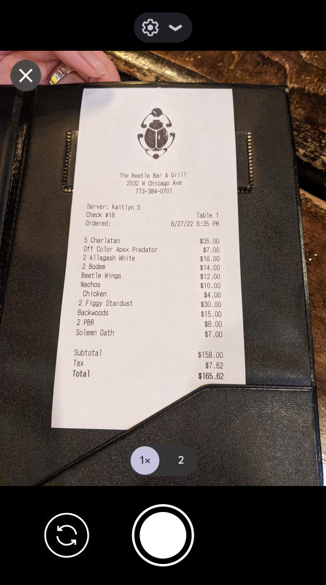 The Beetle Bar & Grill
2532 W Chicago Ave
773-384-0701
Server: Kaitlyn S
Check #18 Table 1
Ordered: 8/27/22 6:35 PM
5 Charlatan $35.00
Off Color Apex Predator $7.00
2 Allagash White $16.00
2 Bodem $14.00
Beetle Wings $12.00
Nachos $10.00
Chicken $4.00
2 Figgy Stardust $30.00
Backwoods $15.00
2 PBR $8.00
Solemn Oath $7.00
Subtotal $158.00
Tax $7.62
Total $165.62
1×
2